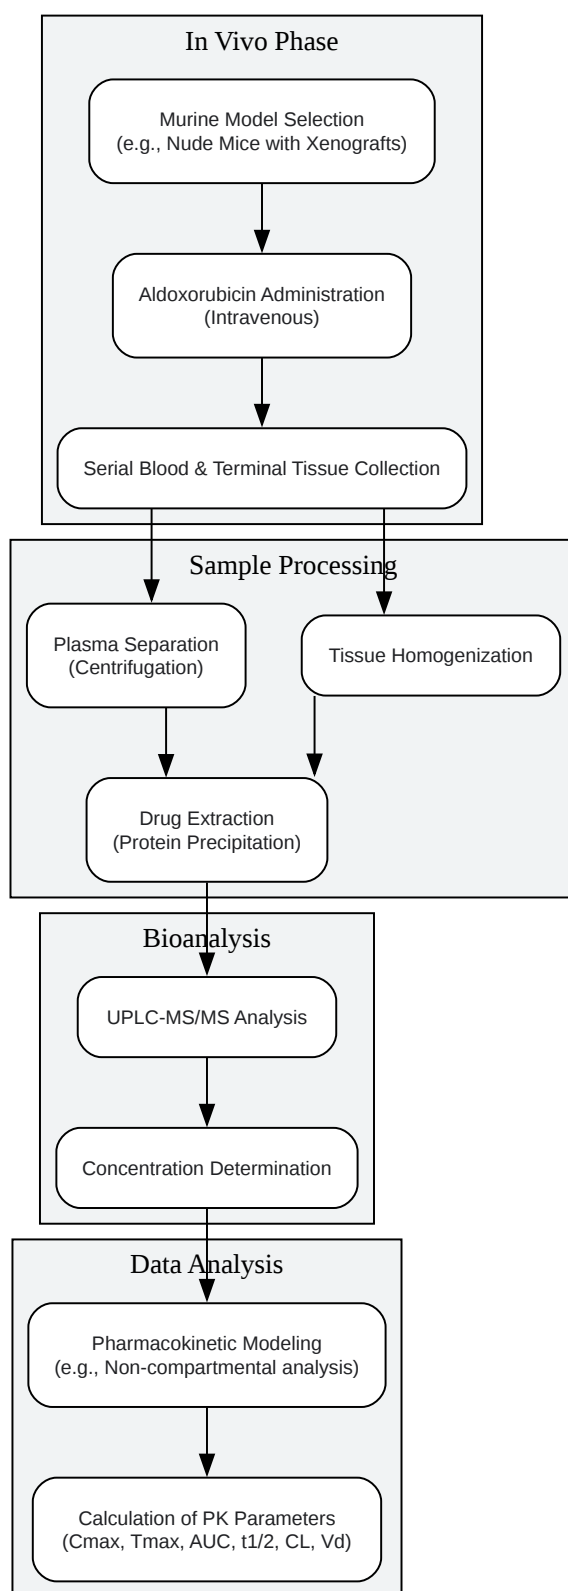 In Vivo Phase
Murine Model Selection
(e.g., Nude Mice with Xenografts)
Aldoxorubicin Administration
(Intravenous)
Serial Blood & Terminal Tissue Collection
Sample Processing
Plasma Separation
(Centrifugation)
Tissue Homogenization
Drug Extraction
(Protein Precipitation)
Bioanalysis
UPLC-MS/MS Analysis
Concentration Determination
Data Analysis
Pharmacokinetic Modeling
(e.g., Non-compartmental analysis)
Calculation of PK Parameters
(Cmax, Tmax, AUC, t1/2, CL, Vd)